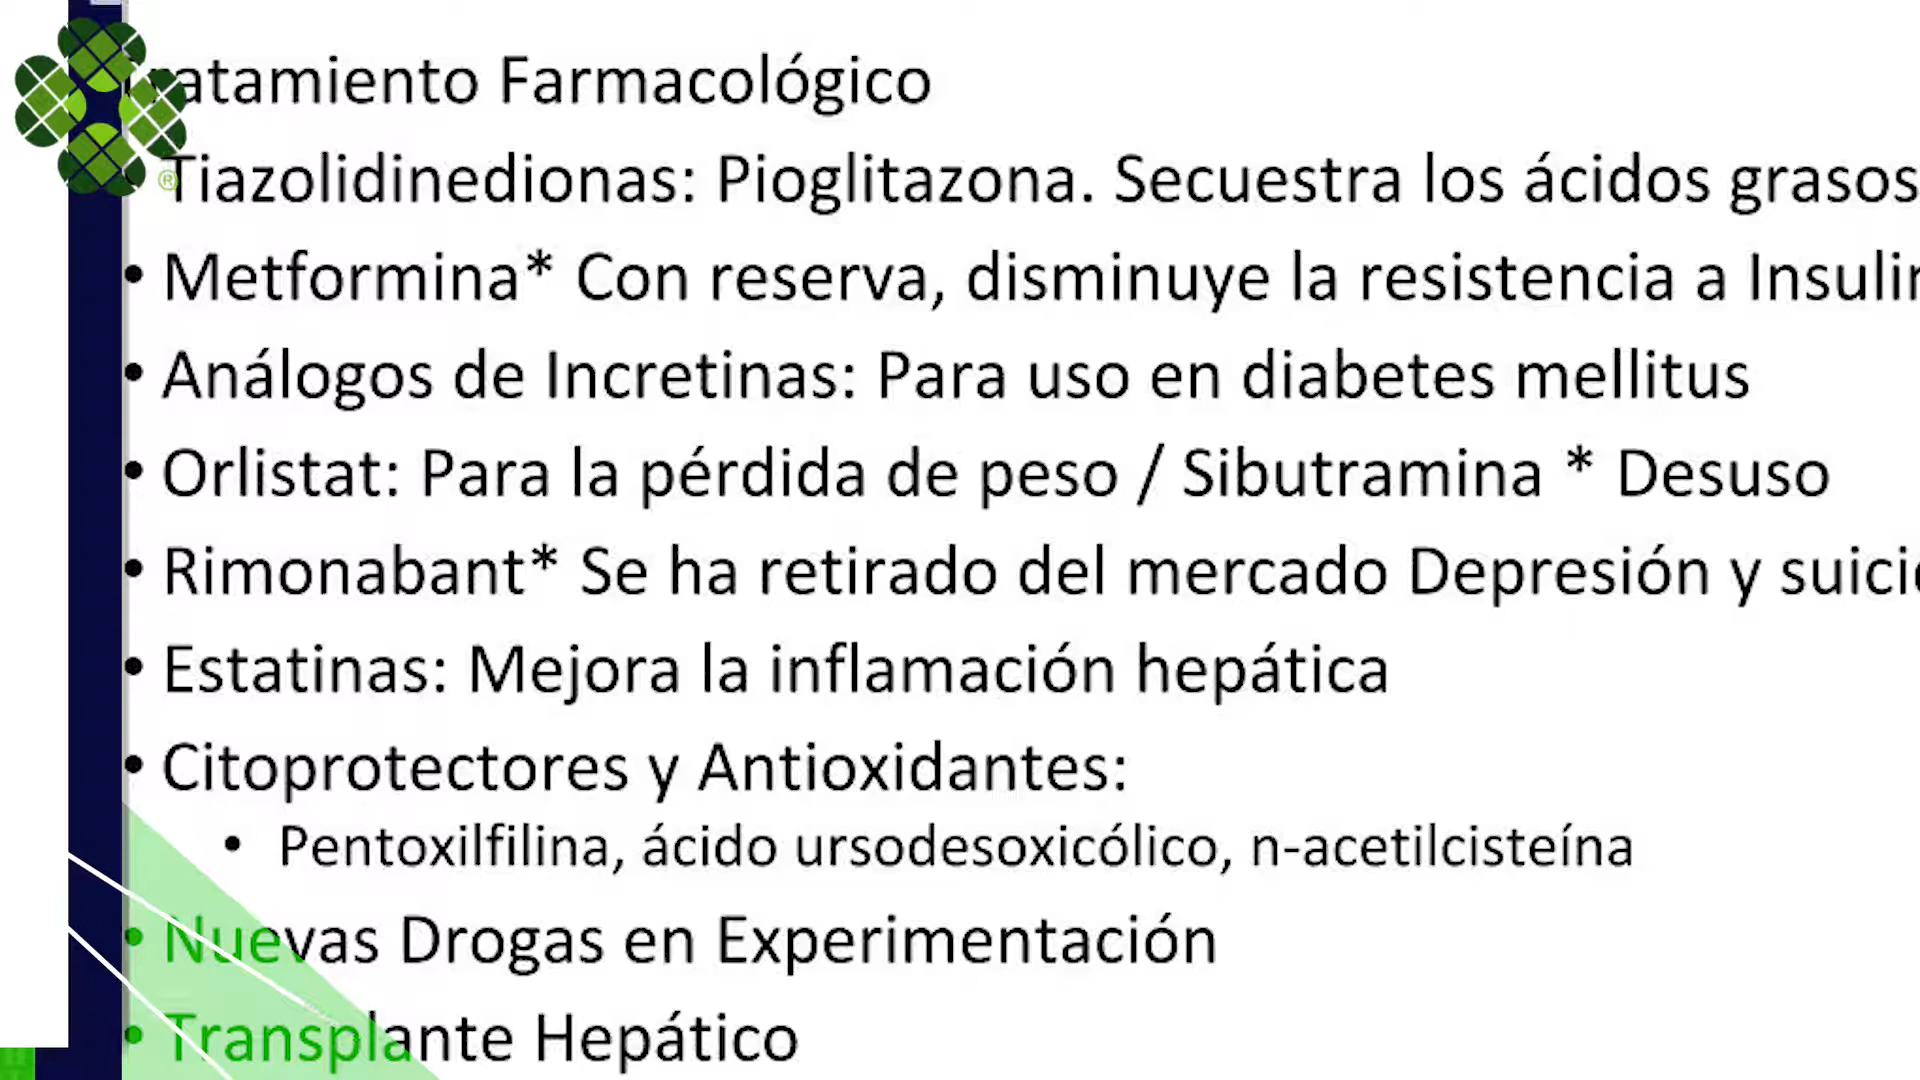 Tratamiento Farmacológico
Tiazolidinedionas: Pioglitazona. Secuestra los ácidos grasos
• Metformina* Con reserva, disminuye la resistencia a
• Análogos de Incretinas: Para uso en diabetes mellitus
• Orlistat: Para la pérdida de peso / Sibutramina * Desuso
• Rimonabant* Se ha retirado del mercado Depresión y
• Estatinas: Mejora la inflamación hepática
• Citoprotectores y Antioxidantes:
• Pentoxilfilina, ácido ursodesoxicólico, n-acetilcisteína
• Nuevas Drogas en Experimentación
• Transplante Hepático